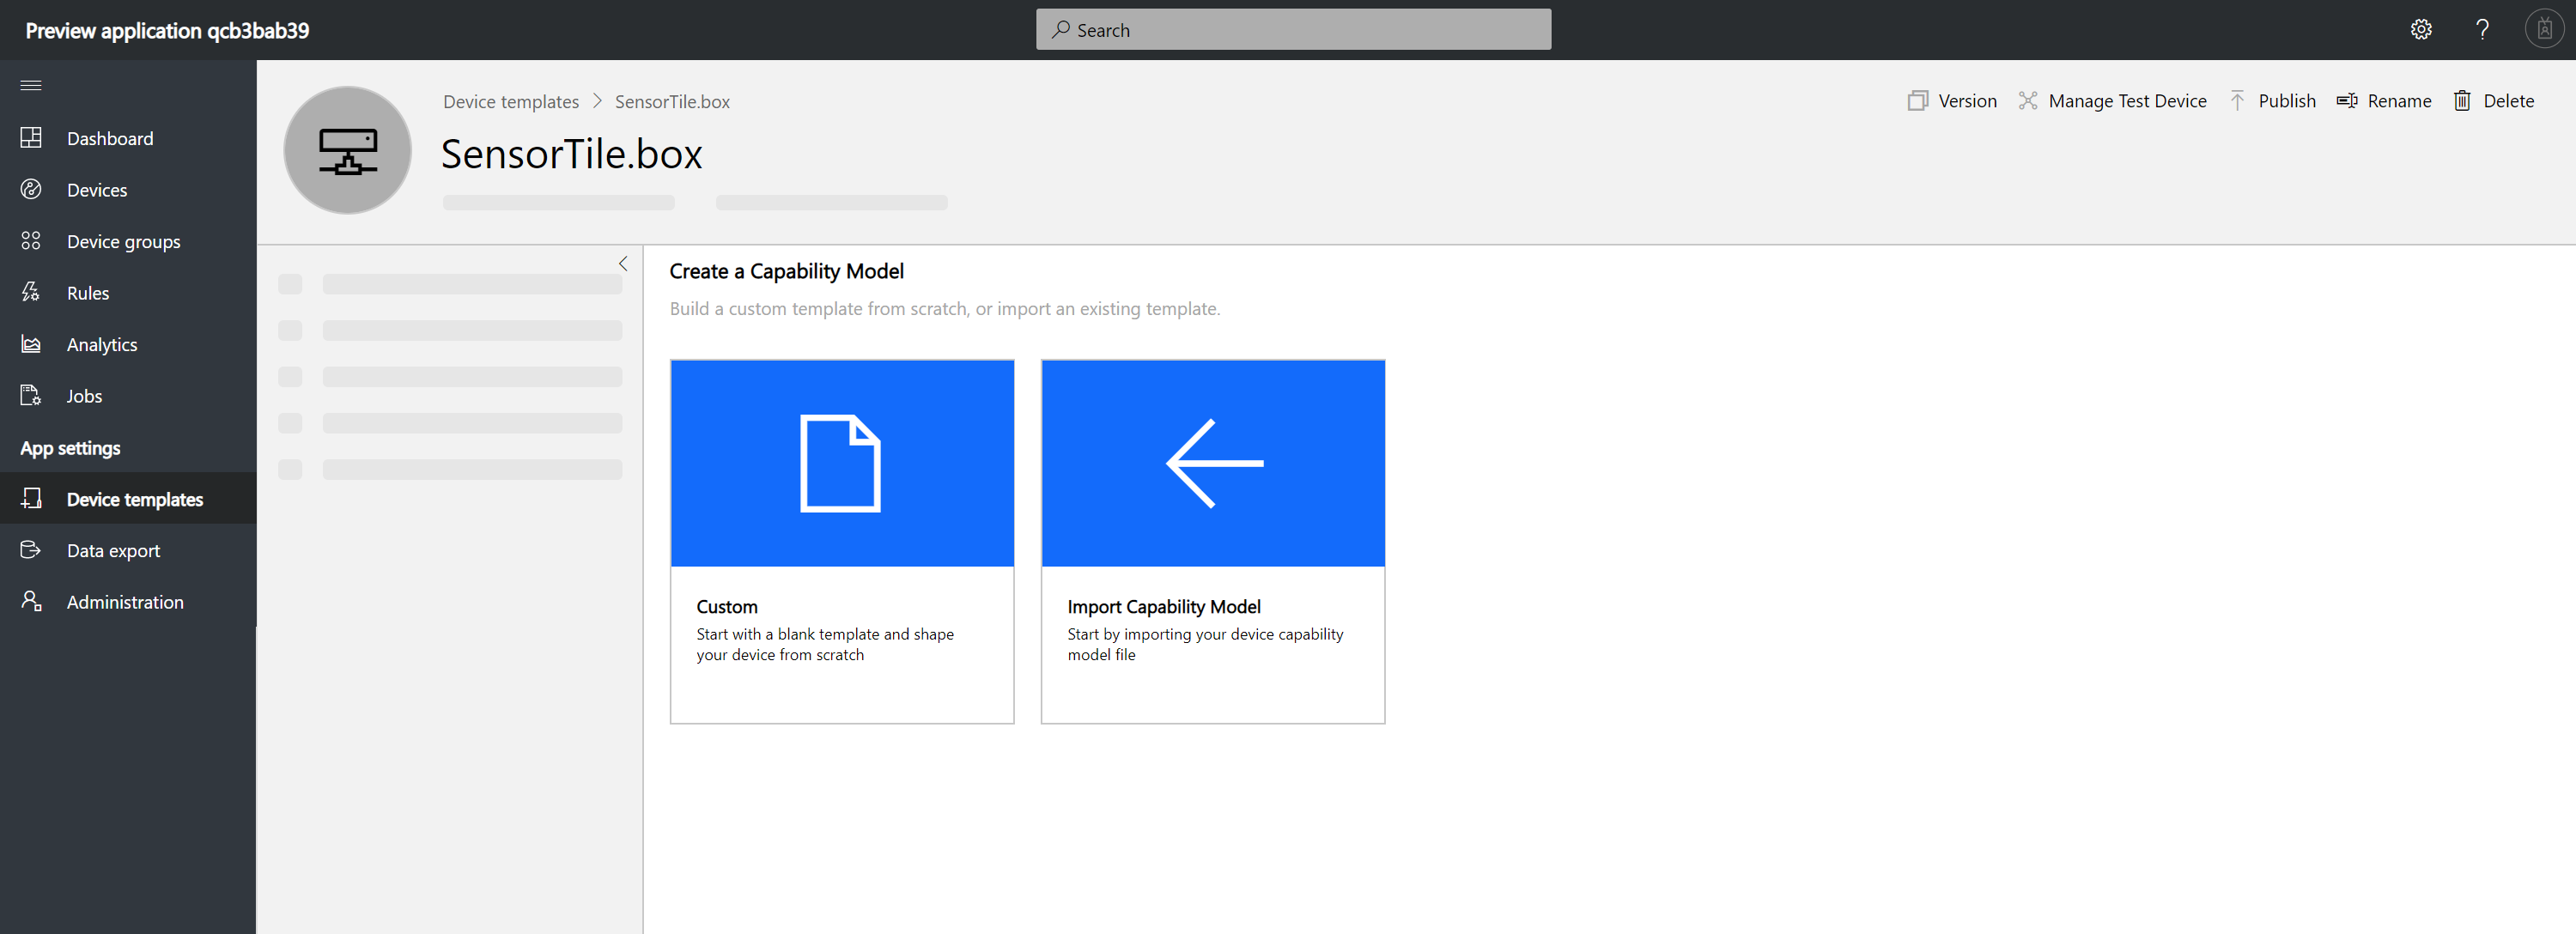 Preview application qcb3bab39
Search
?
Dashboard
Devices
Device groups
Rules
Analytics
Jobs
App settings
Device templates
Data export
Administration
Device templates > SensorTile.box
SensorTile.box
Version
Manage Test Device
Publish
Rename
Delete
Create a Capability Model
Build a custom template from scratch, or import an existing template.
Custom
Start with a blank template and shape
your device from scratch
Import Capability Model
Start by importing your device capability
model file